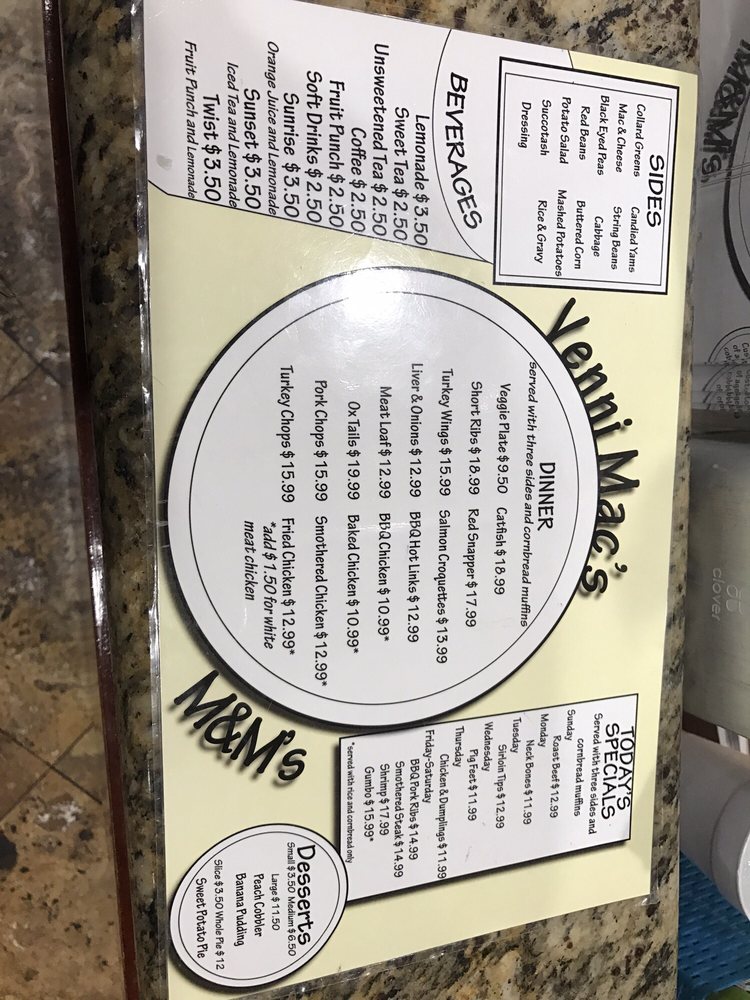 SIDES
Collard Greens Candied Yams
Mac & Cheese String Beans
Black Eyed Peas Cabbage
Red Beans Buttered Corn
Potato Salad Mashed Potatoes
Succotash Rice & Gravy
Dressing
BEVERAGES
Lemonade $3.50
Sweet Tea $2.50
Unsweetened Tea $2.50
Coffee $2.50
Fruit Punch $2.50
Soft Drinks $2.50
Sunrise $3.50
Orange Juice and Lemonade
Sunset $3.50
Iced Tea and Lemonade
Twist $3.50
Fruit Punch and Lemonade
Yenni Mac's
M&M's
DINNER
Served with three sides and cornbread muffins
Veggie Plate $9.50 Catfish $18.99
Short Ribs $18.99 Red Snapper $17.99
Turkey Wings $15.99 Salmon Croquettes $13.99
Liver & Onions $12.99 BBQ Hot Links $12.99
Meat Loaf $12.99 BBQ Chicken $10.99*
Ox Tails $19.99 Baked Chicken $10.99*
Pork Chops $15.99 Smothered Chicken $12.99*
Turkey Chops $15.99 Fried Chicken $12.99*
*add $1.50 for white
meat chicken
TODAY'S
SPECIALS
Served with three sides and
cornbread muffins
Sunday
Roast Beef $12.99
Monday
Neck Bones $11.99
Tuesday
Sirloin Tips $12.99
Wednesday
Pig Feet $11.99
Thursday
Chicken & Dumplings $11.99
Friday-Saturday
BBQ Pork Ribs $14.99
Smothered Steak $14.99
Shrimp $17.99
Gumbo $15.99*
*served with rice and cornbread only
Desserts
Small $3.50 Medium $6.50
Large $11.50
Peach Cobbler
Banana Pudding
Slice $3.50 Whole Pie $12
Sweet Potato Pie
M&M's
clover